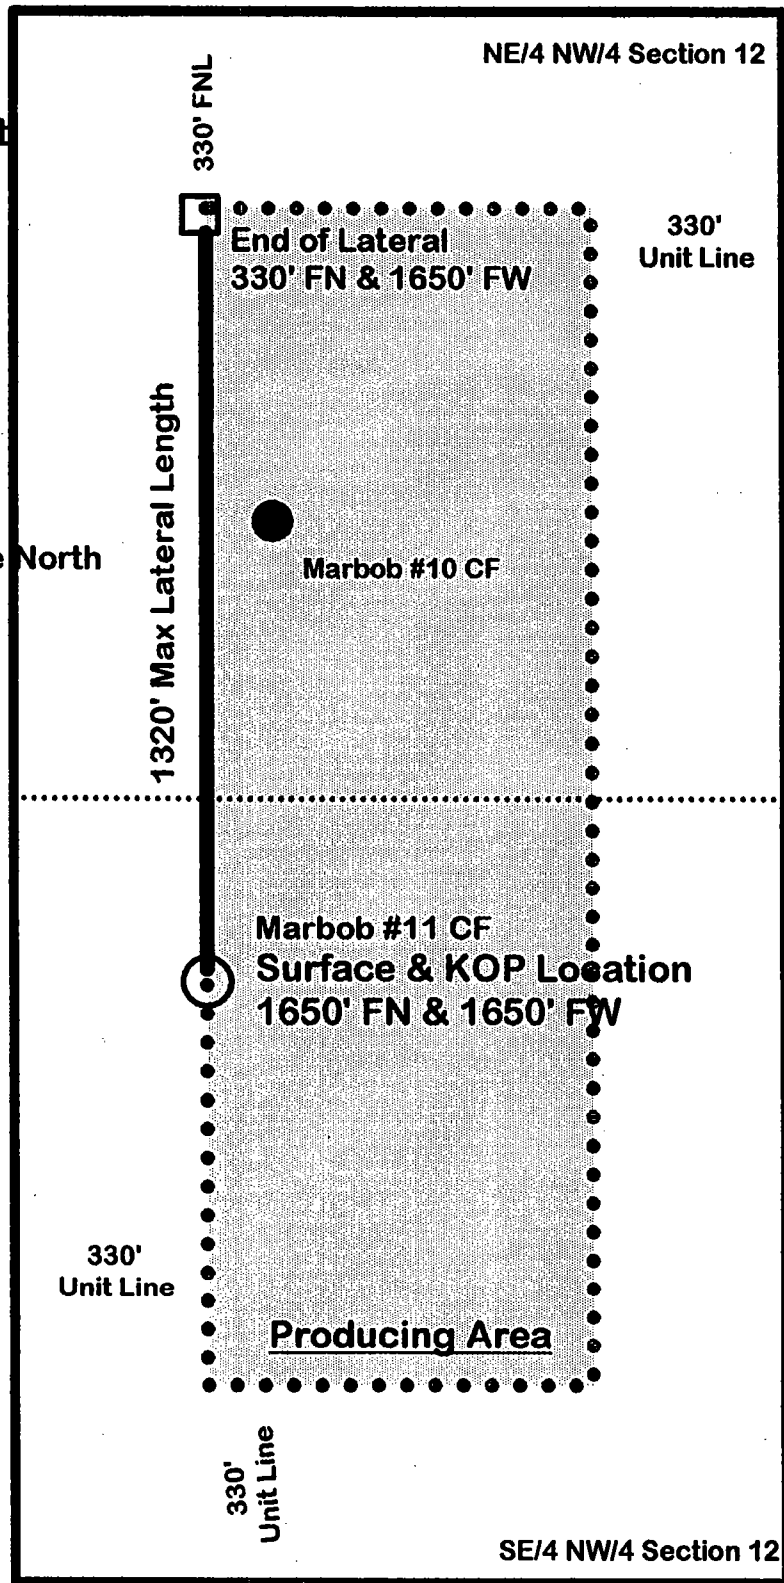 NE/4 NW/4 Section 12
330' FNL
330'
Unit Line
End of Lateral
330' FN & 1650' FW
1320' Max Lateral Length
North
Marbob #10 CF
Marbob #11 CF
Surface & KOP Location
1650' FN & 1650' FW
330'
Unit Line
Producing Area
330'
Unit Line
SE/4 NW/4 Section 12